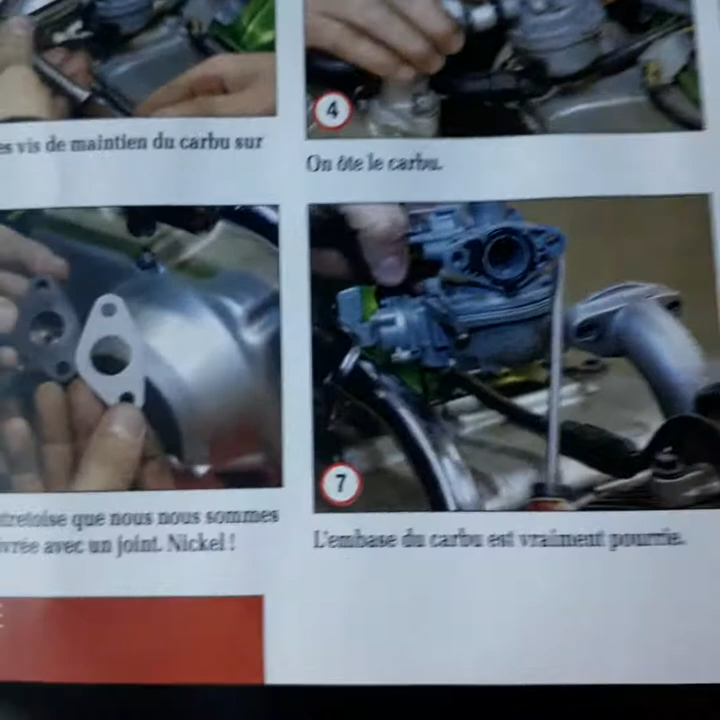 es vis de maintien du carbu sur
4
On ôte le carbu.
tretoise que nous nous sommes
vrée avec un joint. Nickel !
7
L'embase du carbu est vraiment pourrie.
E